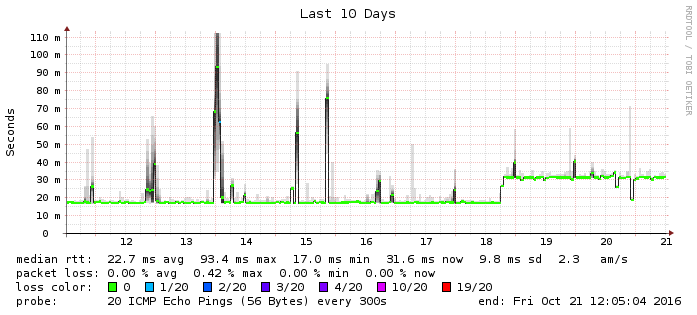 Last 10 Days
RRDTOOL / TOBI OETIKER
Seconds
110 m
100 m
90 m
80 m
70 m
60 m
50 m
40 m
30 m
20 m
10 m
0
12 13 14 15 16 17 18 19 20 21
median rtt: 22.7 ms avg 93.4 ms max 17.0 ms min 31.6 ms now 9.8 ms sd 2.3 am/s
packet loss: 0.00 % avg 0.42 % max 0.00 % min 0.00 % now
loss color: 0 1/20 2/20 3/20 4/20 10/20 19/20
probe: 20 ICMP Echo Pings (56 Bytes) every 300s end: Fri Oct 21 12:05:04 2016